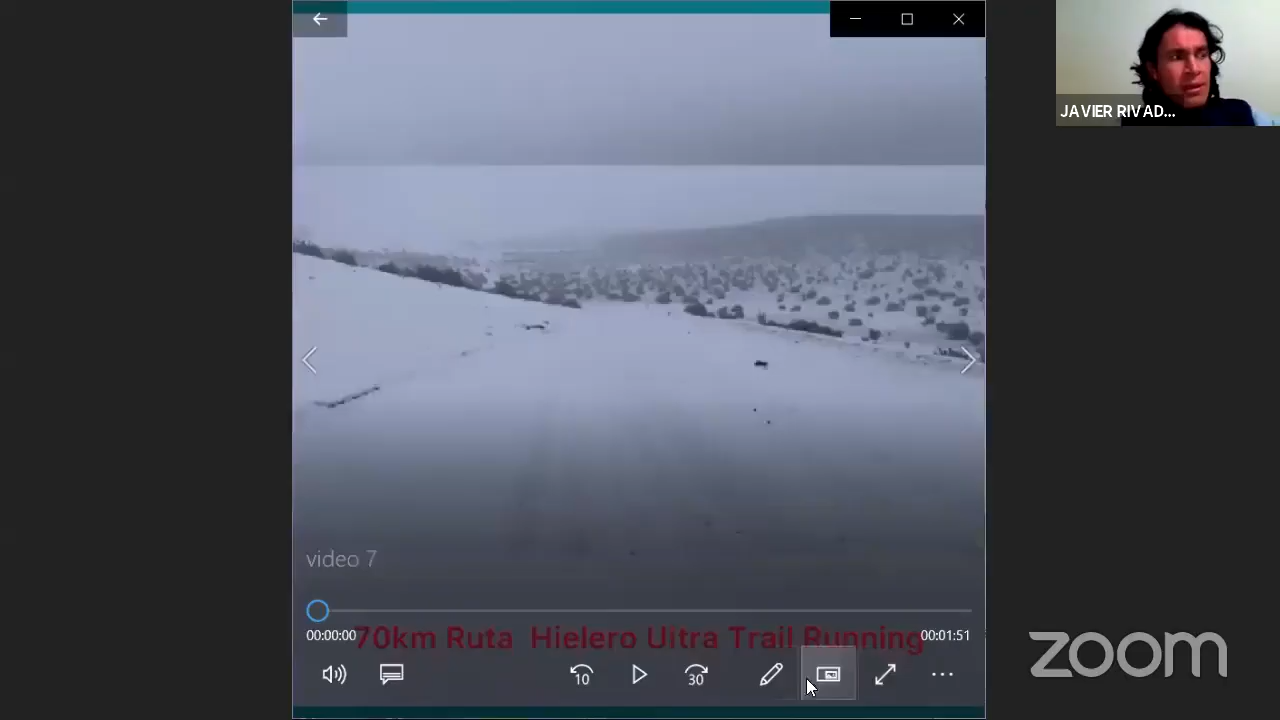 JAVIER RIVAD...
video 7
00:00:00
00:01:51
70km Ruta Hielero Ultra Trail Running
10
30
zoom